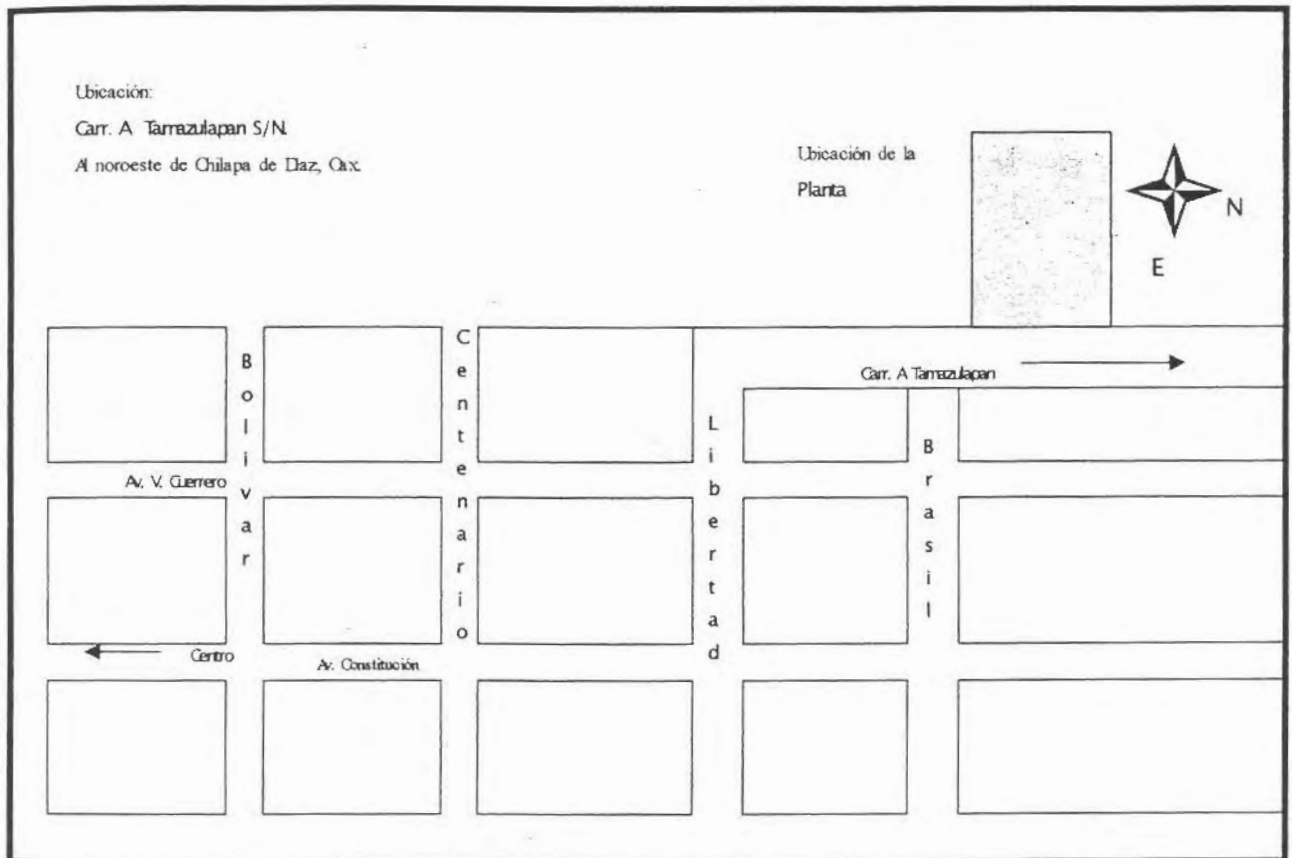 Ubicación:
Carr. A Tamazulapan S/N.
Al noroeste de Chilapa de Díaz, Oax.
Ubicación de la
Planta
N
E
Carr. A Tamazulapan
Bolivar
Centenario
Libertad
Brasil
Av. V. Guerrero
Centro
Av. Constitución